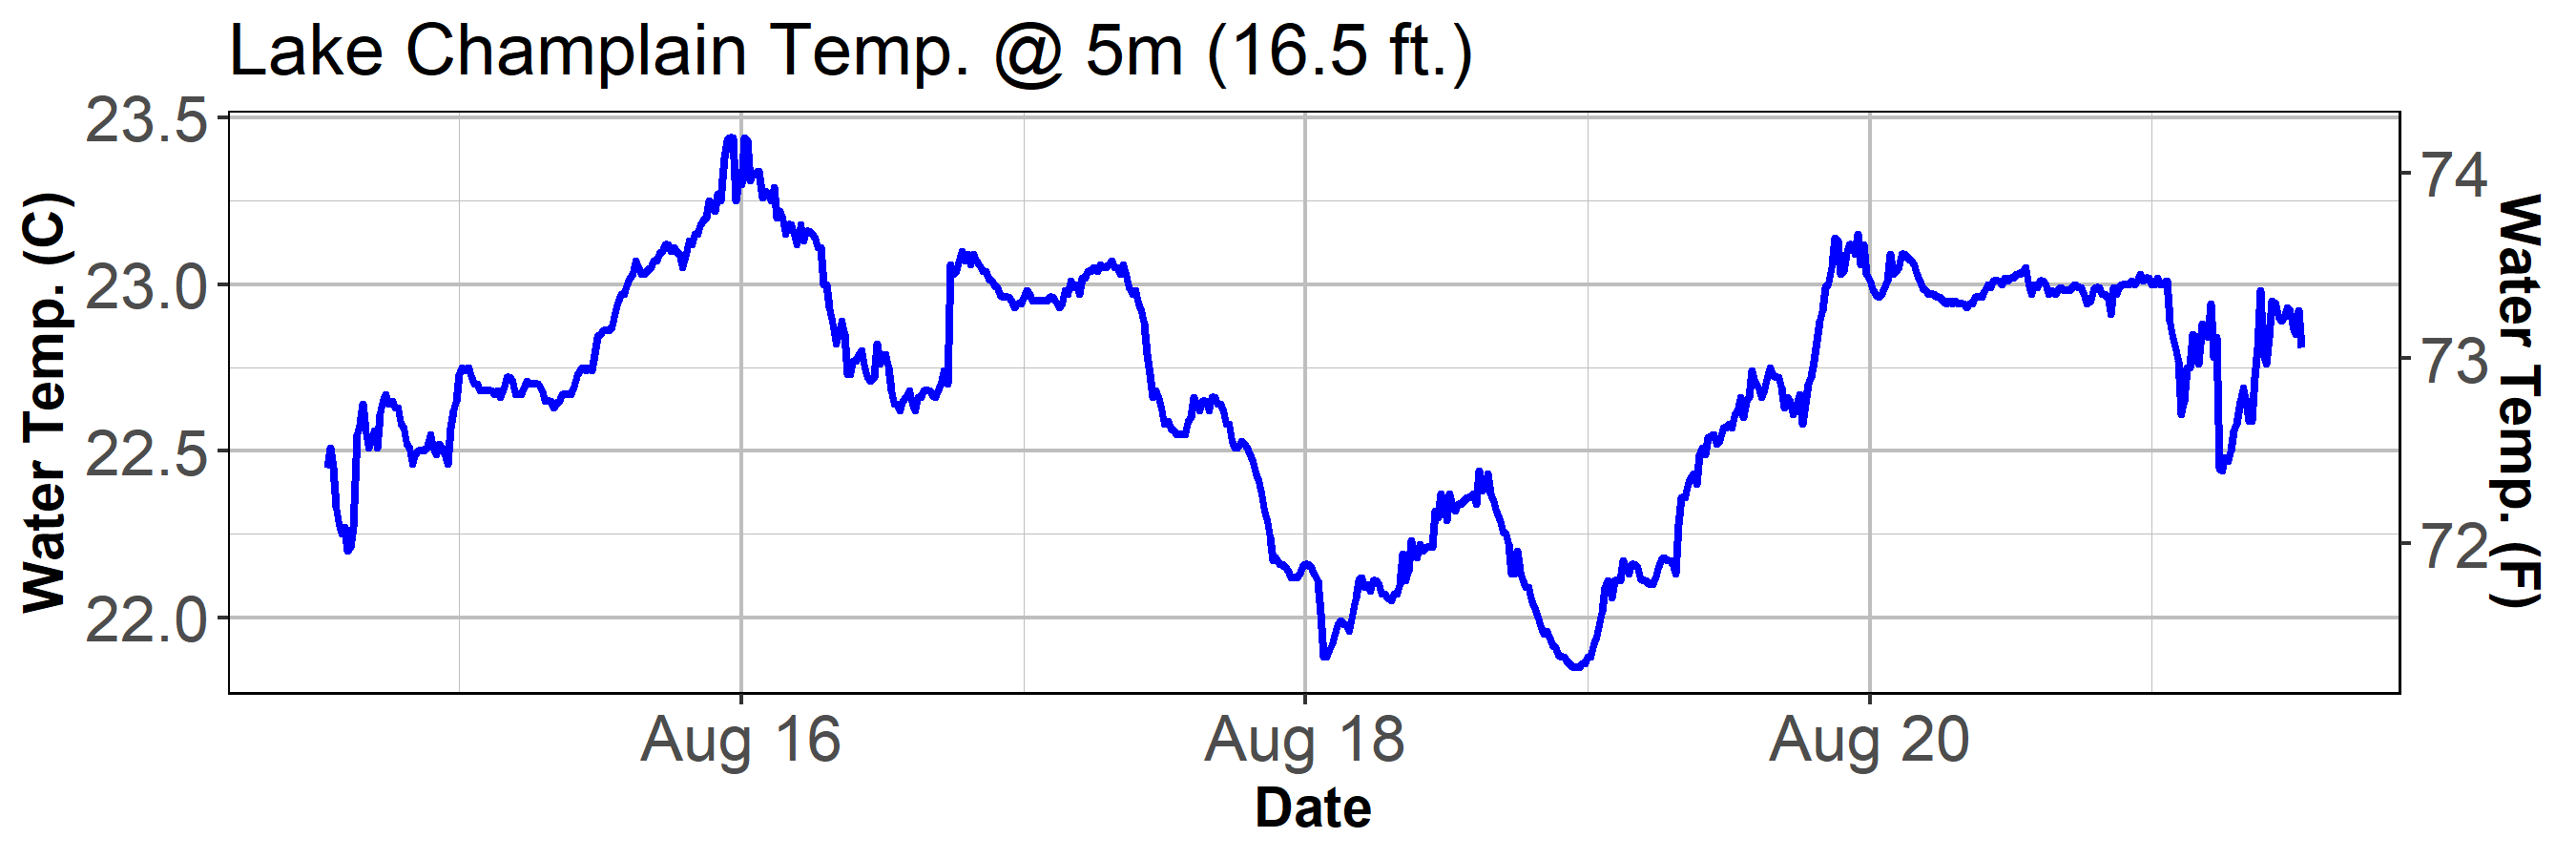 Lake Champlain Temp. @ 5m (16.5 ft.)
Water Temp. (C)
23.5
23.0
22.5
22.0
74
73
72
Water Temp. (F)
Aug 16 Aug 18 Aug 20
Date